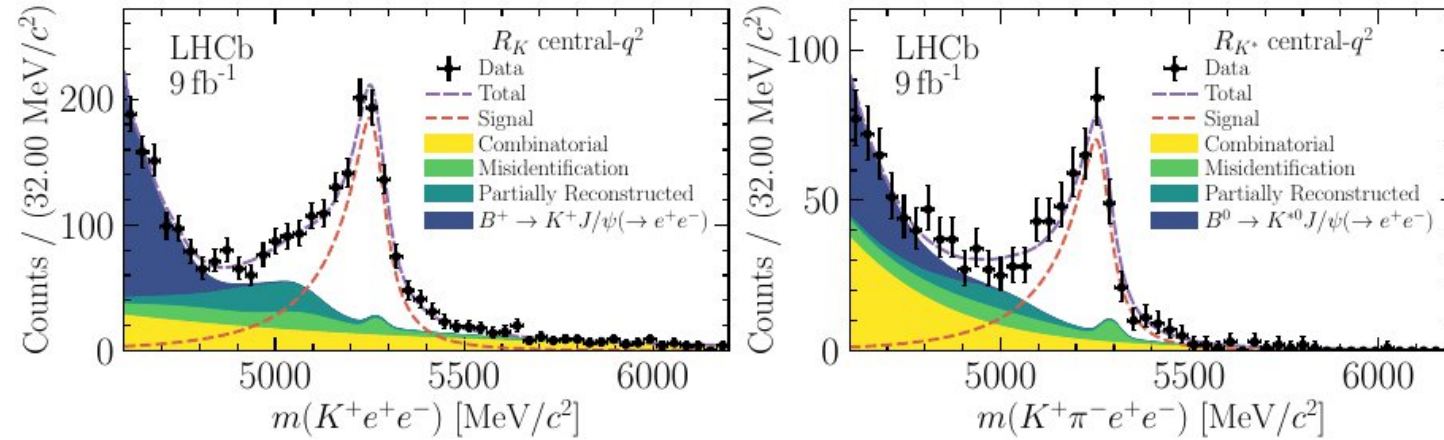 Counts / (32.00 MeV/c²)
200
100
0
LHCb
9 fb⁻¹
R_K central-q²
Data
Total
Signal
Combinatorial
Misidentification
Partially Reconstructed
B⁺ → K⁺J/ψ(→ e⁺e⁻)
5000 5500 6000
m(K⁺e⁺e⁻) [MeV/c²]
Counts / (32.00 MeV/c²)
100
50
0
LHCb
9 fb⁻¹
R_K* central-q²
Data
Total
Signal
Combinatorial
Misidentification
Partially Reconstructed
B⁰ → K*⁰J/ψ(→ e⁺e⁻)
5000 5500 6000
m(K⁺π⁻e⁺e⁻) [MeV/c²]